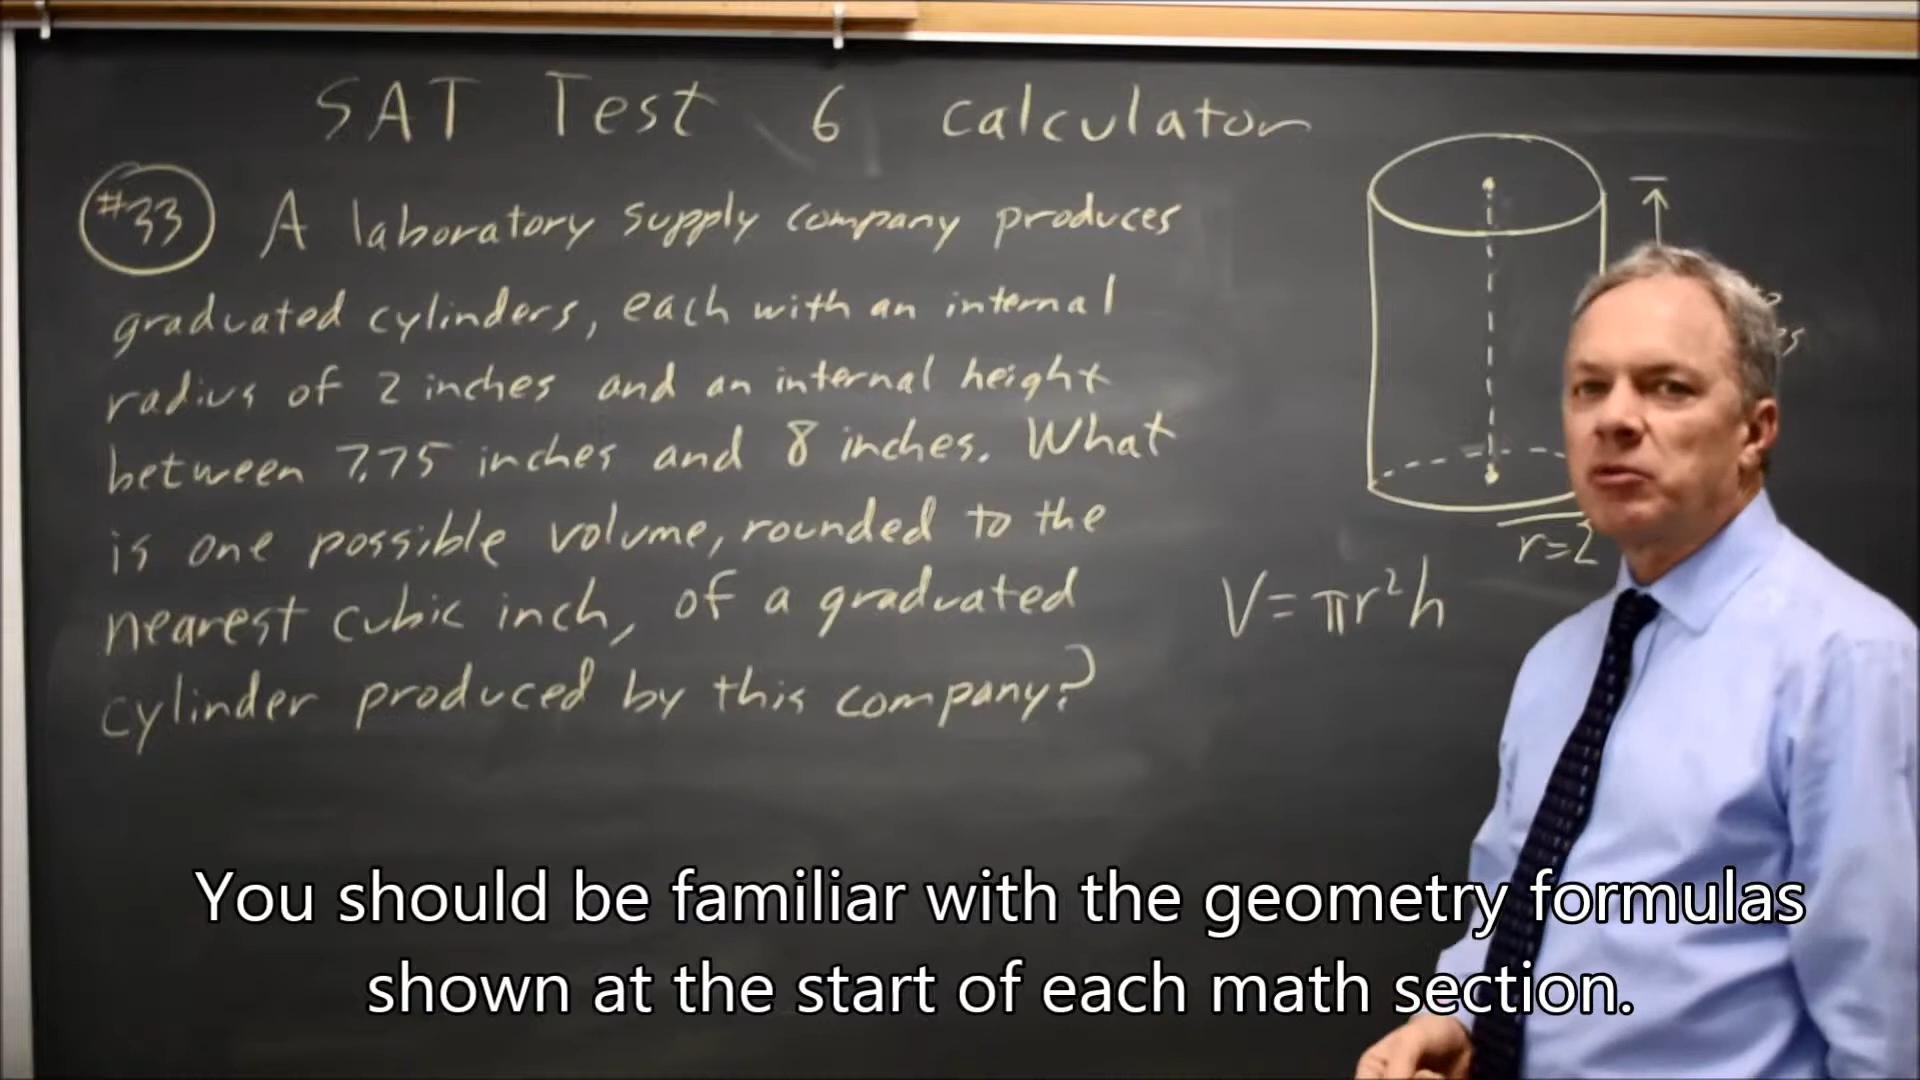 SAT Test 6 calculator
#33 A laboratory supply company produces
graduated cylinders, each with an internal
radius of 2 inches and an internal height
between 7.75 inches and 8 inches. What
is one possible volume, rounded to the
nearest cubic inch, of a graduated
cylinder produced by this company?
r=2
V=πr²h
You should be familiar with the geometry formulas
shown at the start of each math section.